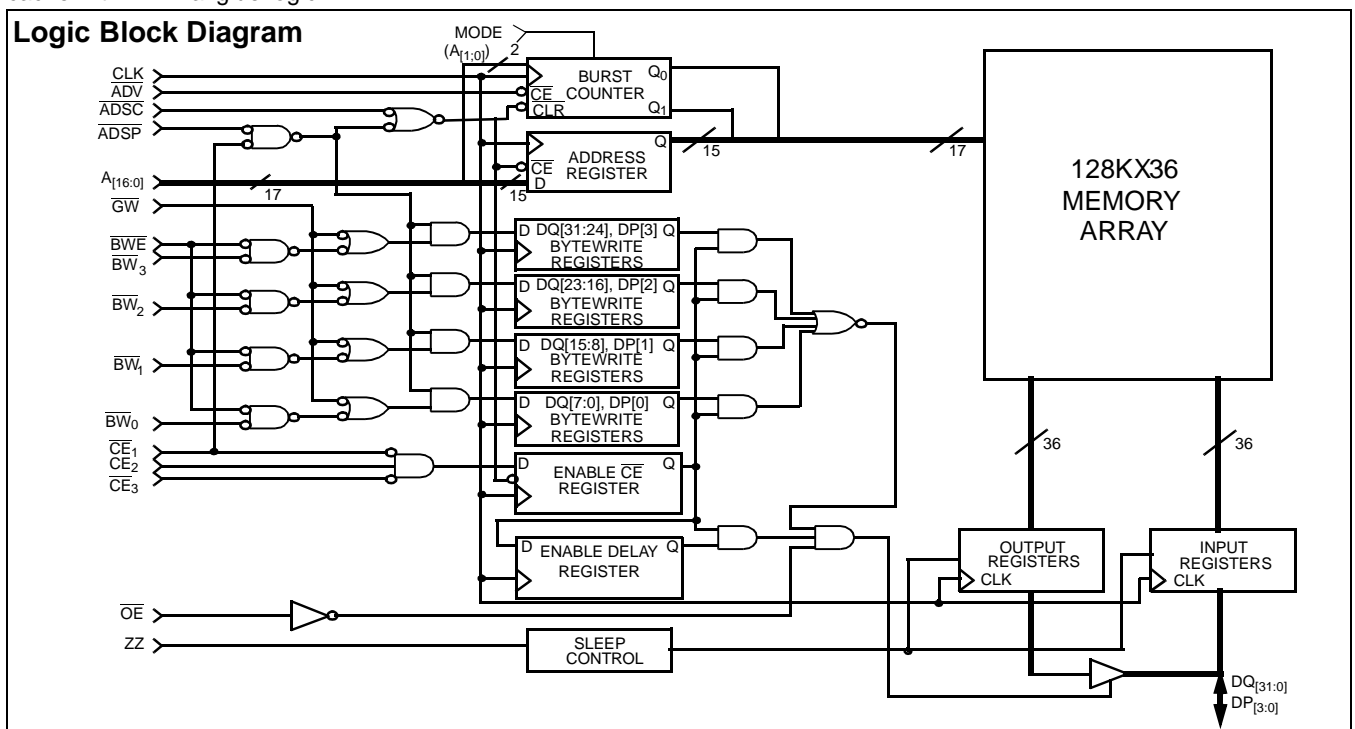 Logic Block Diagram
MODE
(A[1;0]) 2
CLK
ADV
ADSC
ADSP
A[16:0]
17
GW
BWE
BW3
BW2
BW1
BW0
CE1
CE2
CE3
OE
ZZ
BURST COUNTER
Q0
Q1
CE
CLR
ADDRESS REGISTER
Q
CE
D
15
15
17
D DQ[31:24], DP[3] Q
BYTEWRITE
REGISTERS
D DQ[23:16], DP[2] Q
BYTEWRITE
REGISTERS
D DQ[15:8], DP[1] Q
BYTEWRITE
REGISTERS
D DQ[7:0], DP[0] Q
BYTEWRITE
REGISTERS
D Q
ENABLE CE
REGISTER
D ENABLE DELAY Q
REGISTER
SLEEP
CONTROL
128KX36
MEMORY
ARRAY
36
36
OUTPUT
REGISTERS
CLK
INPUT
REGISTERS
CLK
DQ[31:0]
DP[3:0]